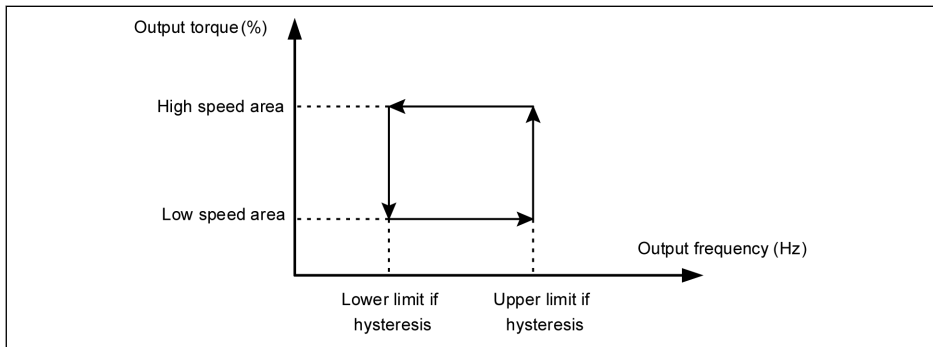 Output torque (%)
High speed area
Low speed area
Output frequency (Hz)
Lower limit if
hysteresis
Upper limit if
hysteresis